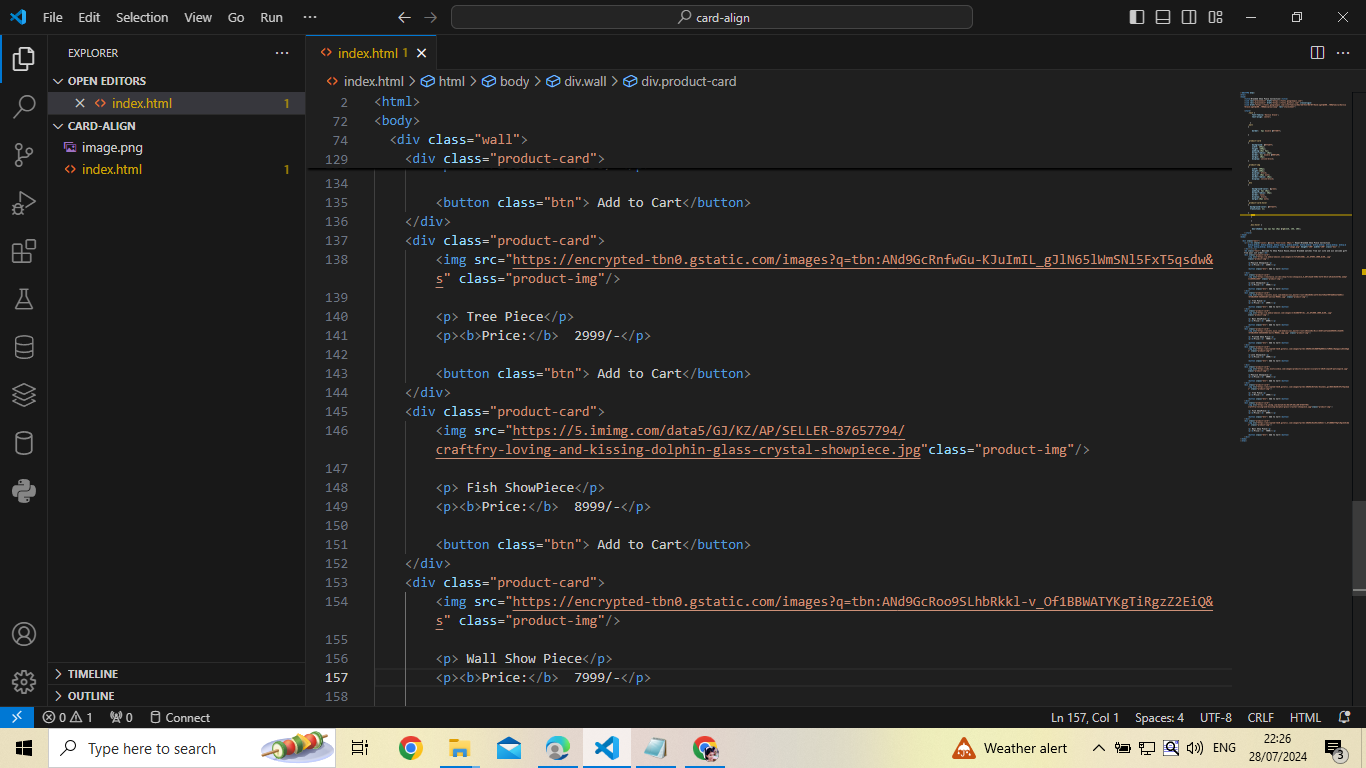 File Edit Selection View Go Run ···
card-align
EXPLORER
OPEN EDITORS
index.html 1
CARD-ALIGN
image.png
index.html 1
TIMELINE
OUTLINE
index.html 1
index.html > html > body > div.wall > div.product-card
2 <html>
72 <body>
74 <div class="wall">
129 <div class="product-card">
134
135 <button class="btn"> Add to Cart</button>
136 </div>
137 <div class="product-card">
138 <img src="https://encrypted-tbn0.gstatic.com/images?q=tbn:ANd9GcRnfwGu-KJuImIL_gJlN65lWmSNl5FxT5qsdw&
s" class="product-img"/>
139
140 <p> Tree Piece</p>
141 <p><b>Price:</b>  2999/-</p>
142
143 <button class="btn"> Add to Cart</button>
144 </div>
145 <div class="product-card">
146 <img src="https://5.imimg.com/data5/GJ/KZ/AP/SELLER-87657794/
craftfry-loving-and-kissing-dolphin-glass-crystal-showpiece.jpg"class="product-img"/>
147
148 <p> Fish ShowPiece</p>
149 <p><b>Price:</b>  8999/-</p>
150
151 <button class="btn"> Add to Cart</button>
152 </div>
153 <div class="product-card">
154 <img src="https://encrypted-tbn0.gstatic.com/images?q=tbn:ANd9GcRoo9SLhbRkkl-v_Of1BBWATYKgTiRgzZ2EiQ&
s" class="product-img"/>
155
156 <p> Wall Show Piece</p>
157 <p><b>Price:</b>  7999/-</p>
158
0 1 0 Connect
Ln 157, Col 1 Spaces: 4 UTF-8 CRLF HTML
Type here to search
Weather alert
ENG
22:26
28/07/2024
3